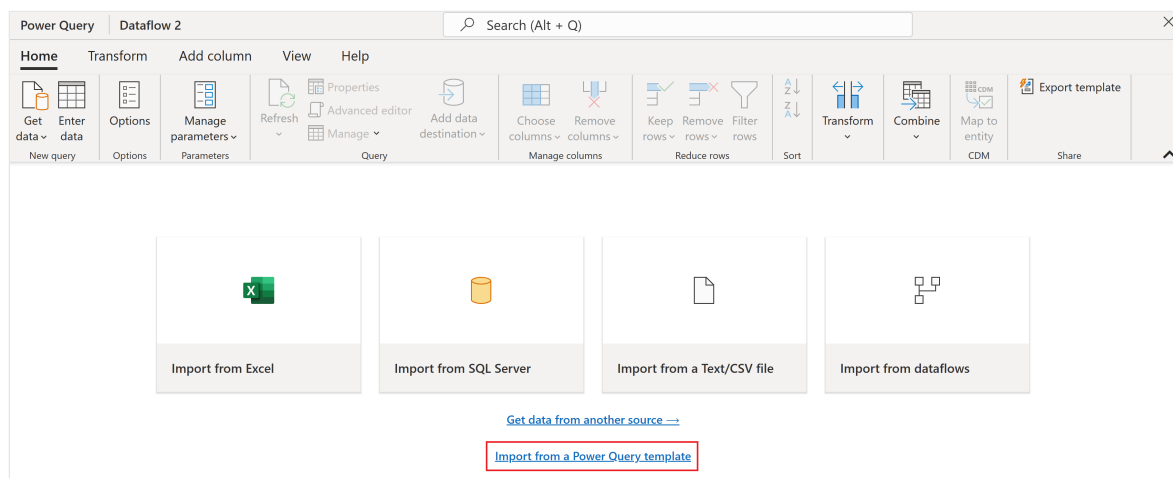 Power Query Dataflow 2 Search (Alt + Q)
Home Transform Add column View Help
Get data Enter data
New query
Options
Options
Manage parameters
Parameters
Refresh
Properties
Advanced editor
Manage
Add data destination
Query
Choose columns Remove columns
Manage columns
Keep rows Remove rows Filter rows
Reduce rows
A Z
Z A
Sort
Transform
Combine
CDM
Map to entity
CDM
Export template
Share
X
Import from Excel
Import from SQL Server
Import from a Text/CSV file
Import from dataflows
Get data from another source →
Import from a Power Query template